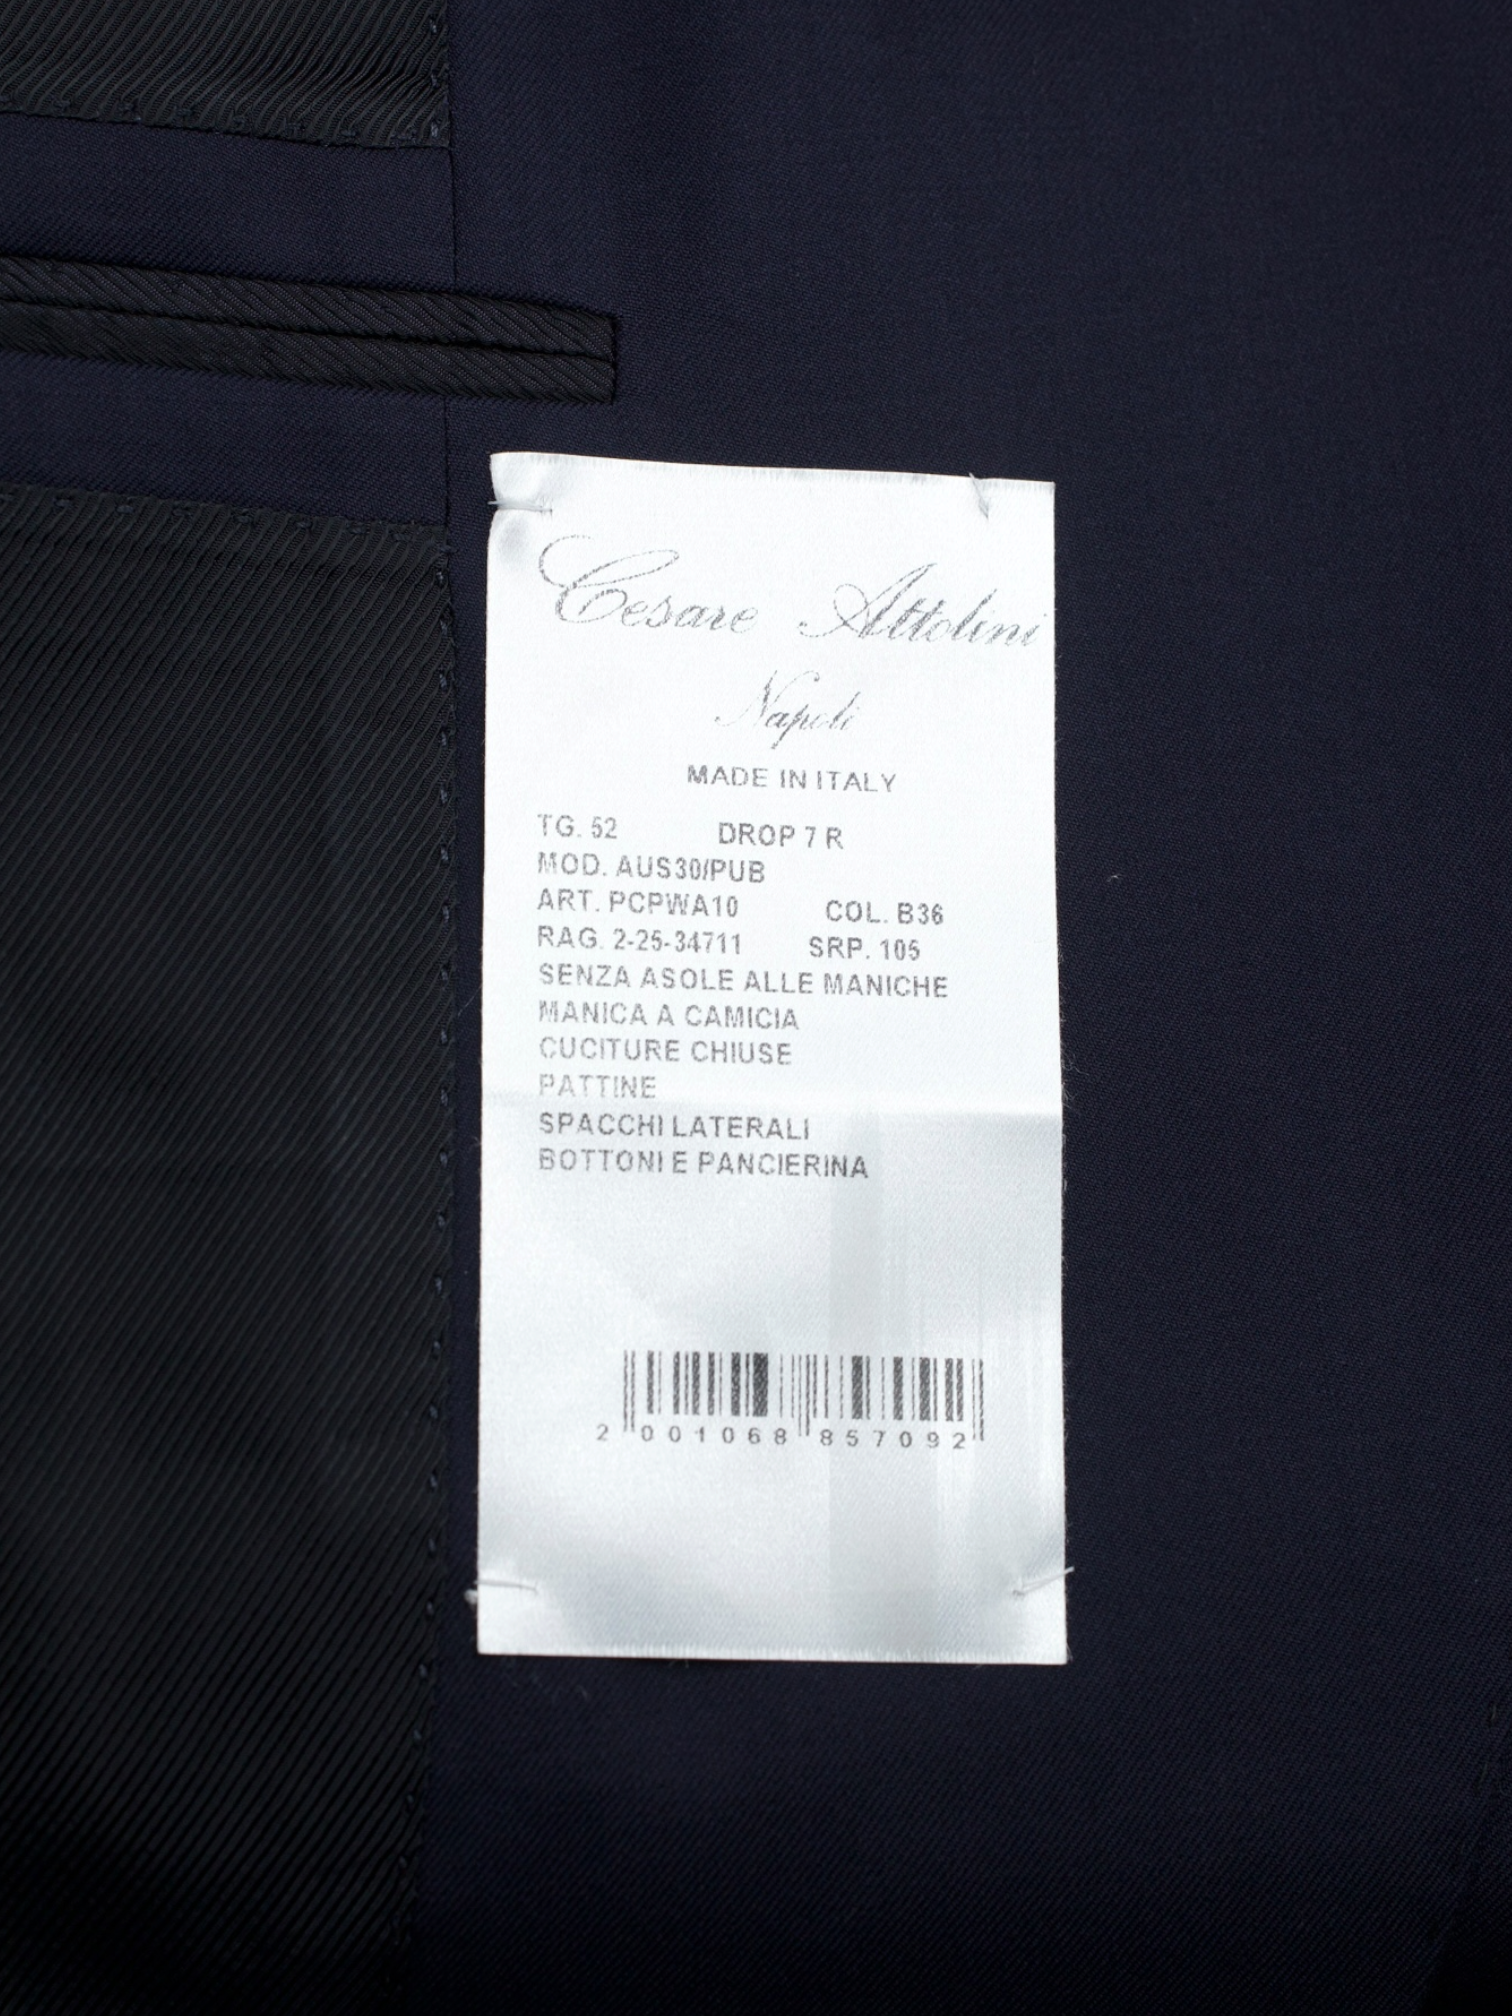 Cesare Attolini
Napoli
MADE IN ITALY
TG. 52 DROP 7 R
MOD. AUS30/PUB
ART. PCPWA10 COL. B36
RAG. 2-25-34711 SRP. 105
SENZA ASOLE ALLE MANICHE
MANICA A CAMICIA
CUCITURE CHIUSE
PATTINE
SPACCHI LATERALI
BOTTONI E PANCIERINA
2 001068 857092